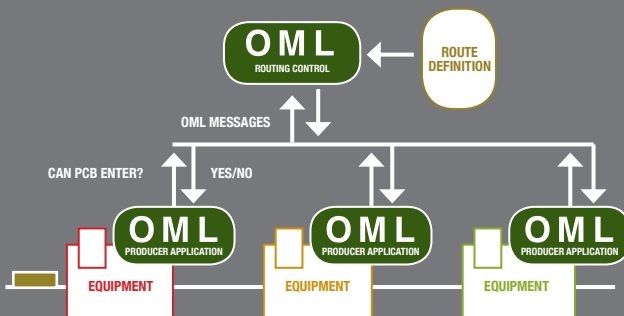 OML
ROUTING CONTROL
ROUTE
DEFINITION
OML MESSAGES
CAN PCB ENTER?
YES/NO
OML
PRODUCER APPLICATION
OML
PRODUCER APPLICATION
OML
PRODUCER APPLICATION
EQUIPMENT
EQUIPMENT
EQUIPMENT